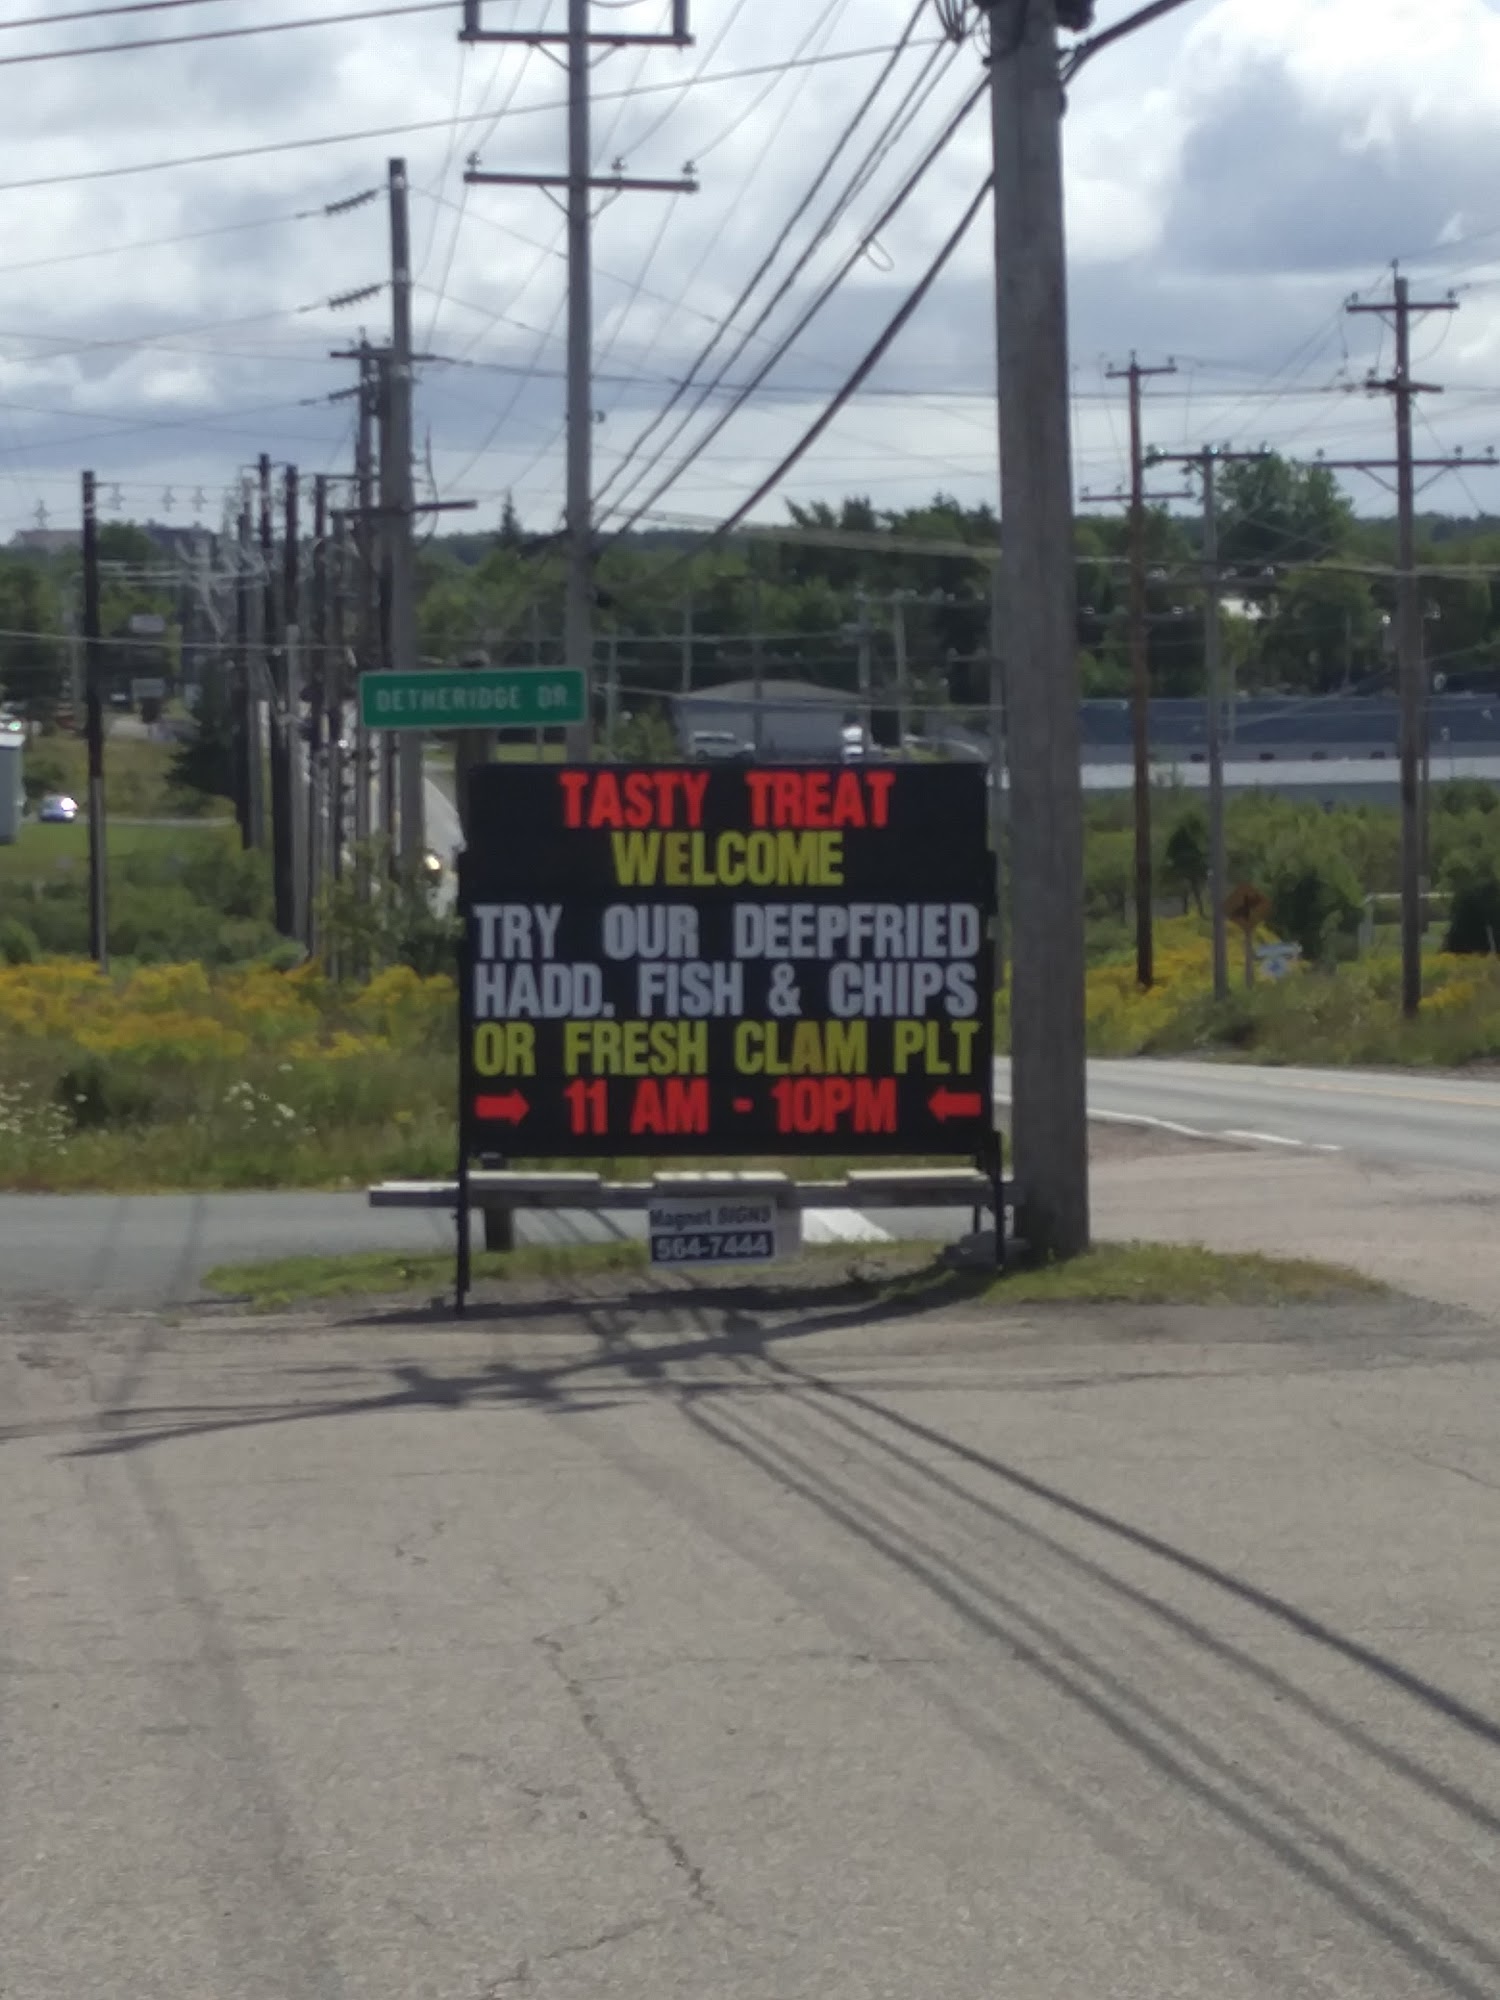 DETHERIDGE DR
TASTY TREAT
WELCOME
TRY OUR DEEPFRIED
HADD. FISH & CHIPS
OR FRESH CLAM PLT
11 AM - 10PM
Magnet SIGNS
564-7444